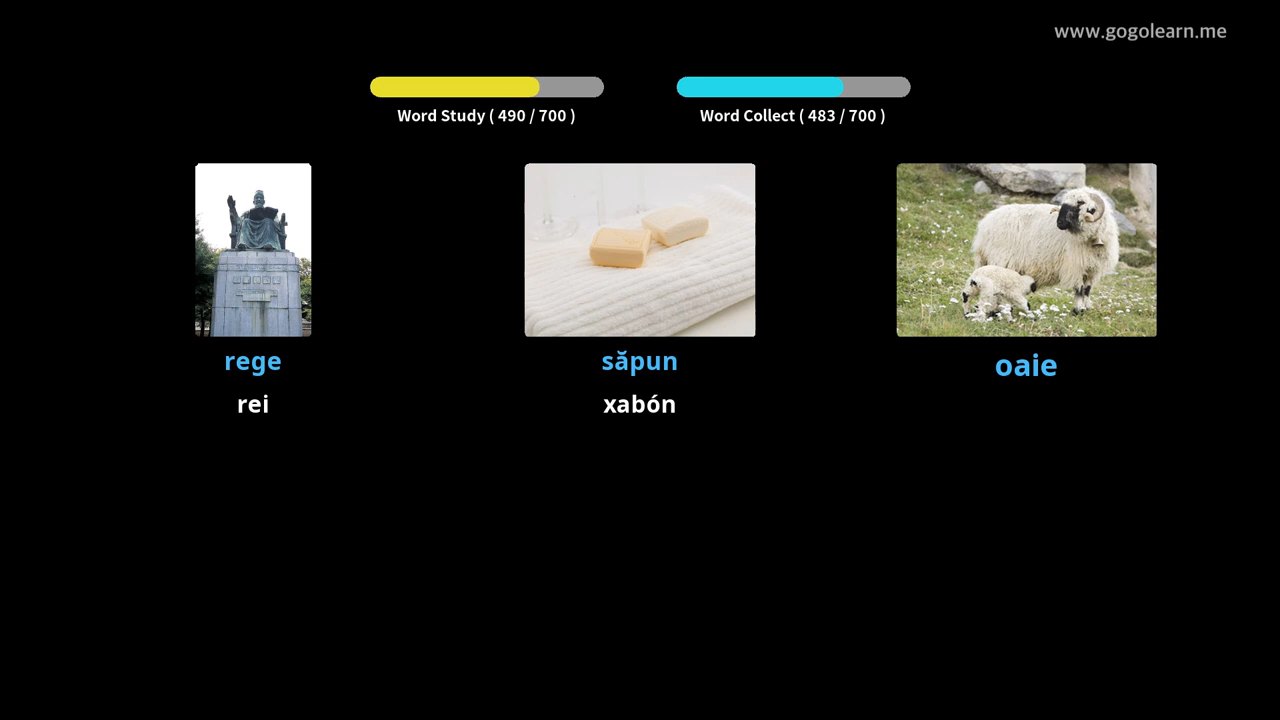 www.gogolearn.me
Word Study ( 490 / 700 )
Word Collect ( 483 / 700 )
rege
rei
săpun
xabón
oaie